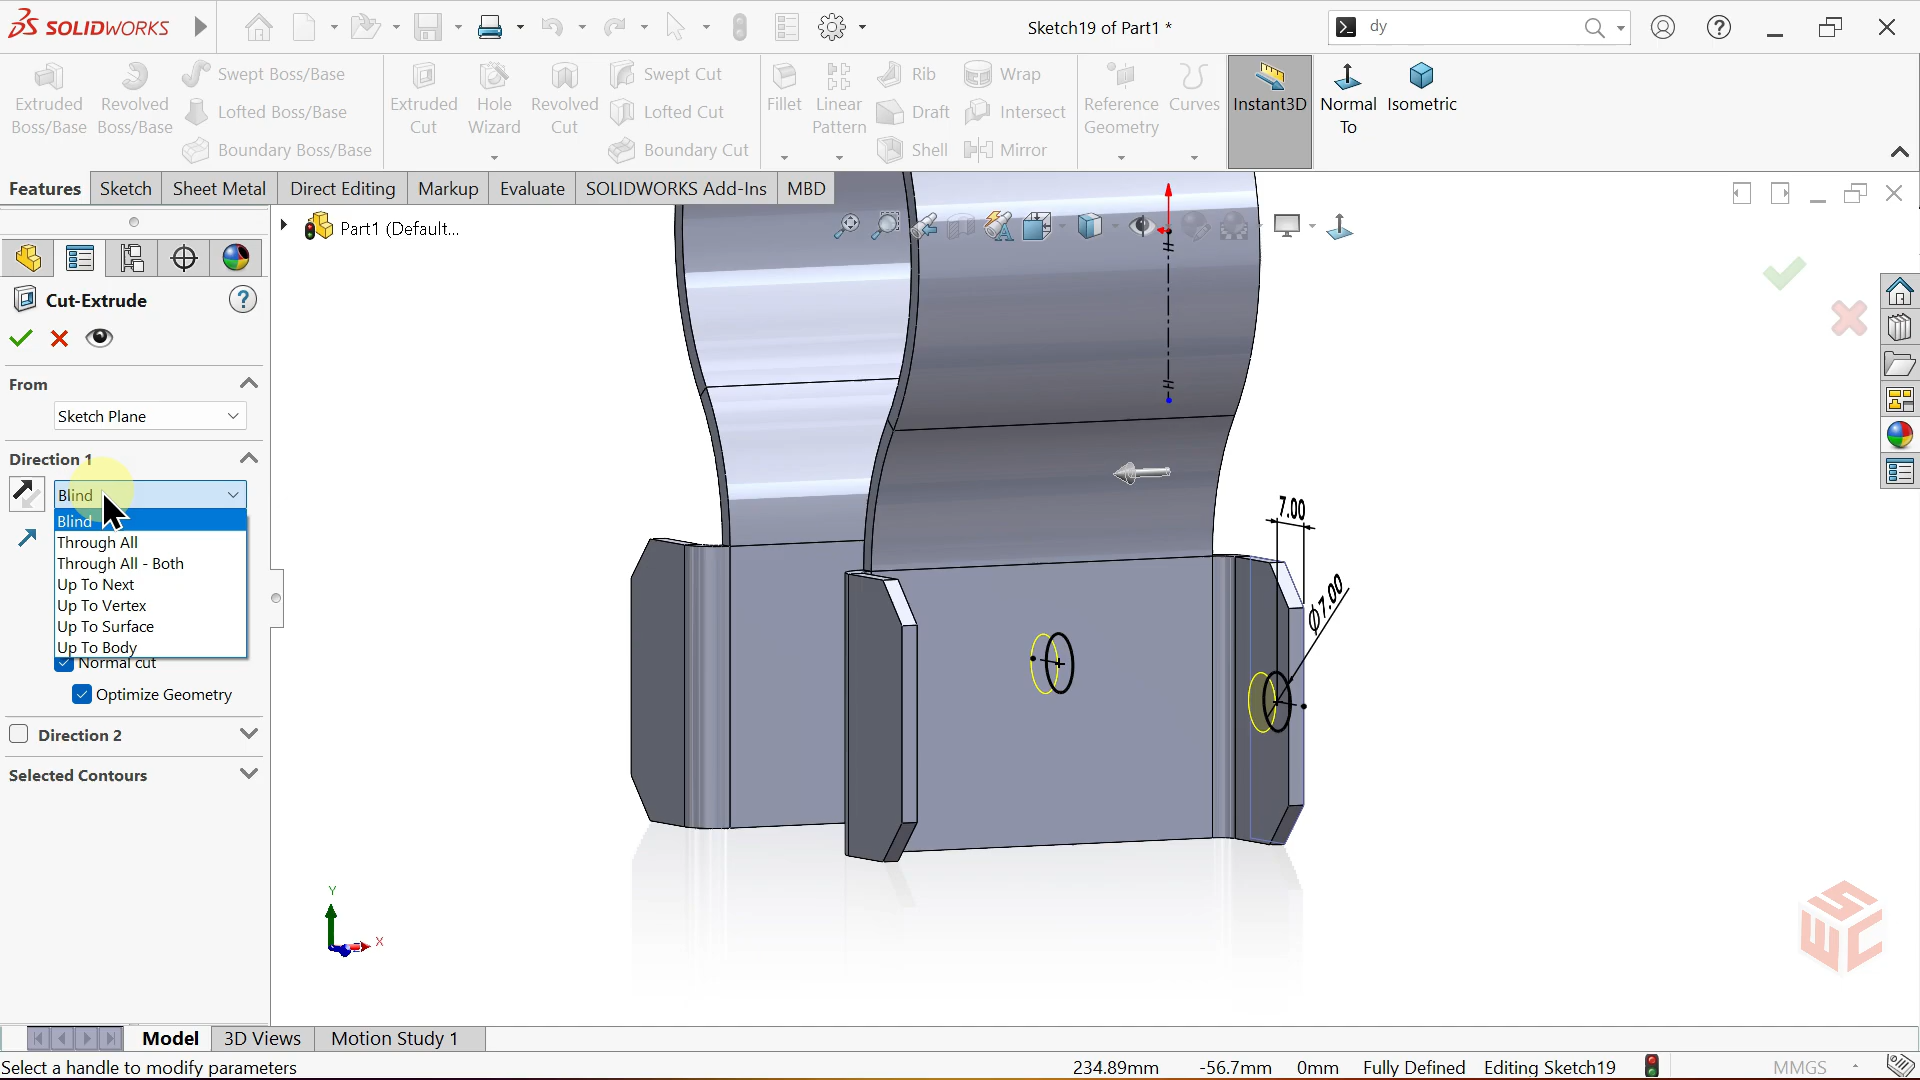 SOLIDWORKS
Sketch19 of Part1 *
dy
Extruded Boss/Base
Revolved Boss/Base
Swept Boss/Base
Lofted Boss/Base
Boundary Boss/Base
Extruded Cut
Hole Wizard
Revolved Cut
Swept Cut
Lofted Cut
Boundary Cut
Fillet
Linear Pattern
Rib
Draft
Shell
Wrap
Intersect
Mirror
Reference Geometry
Curves
Instant3D
Normal To
Isometric
Features
Sketch
Sheet Metal
Direct Editing
Markup
Evaluate
SOLIDWORKS Add-Ins
MBD
Part1 (Default...
Cut-Extrude
From
Sketch Plane
Direction 1
Blind
Blind
Through All
Through All - Both
Up To Next
Up To Vertex
Up To Surface
Up To Body
Normal cut
Optimize Geometry
Direction 2
Selected Contours
7.00
ϕ7.00
Y
X
SWC
Model
3D Views
Motion Study 1
Select a handle to modify parameters
234.89mm
-56.7mm
0mm
Fully Defined
Editing Sketch19
MMGS